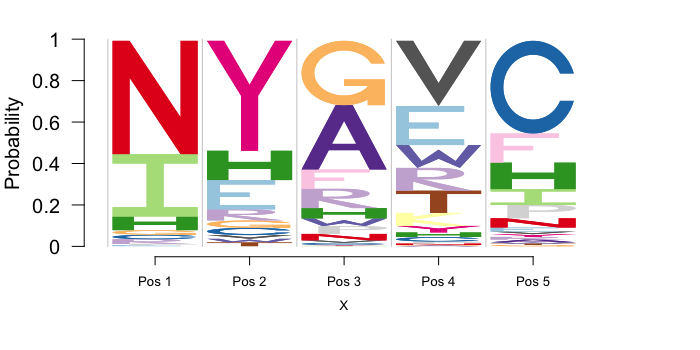 1
0.8
0.6
0.4
0.2
0
Probability
N Y G V C
I H A E F
H E F W H
R R R I
H T P
Pos 1 Pos 2 Pos 3 Pos 4 Pos 5
X